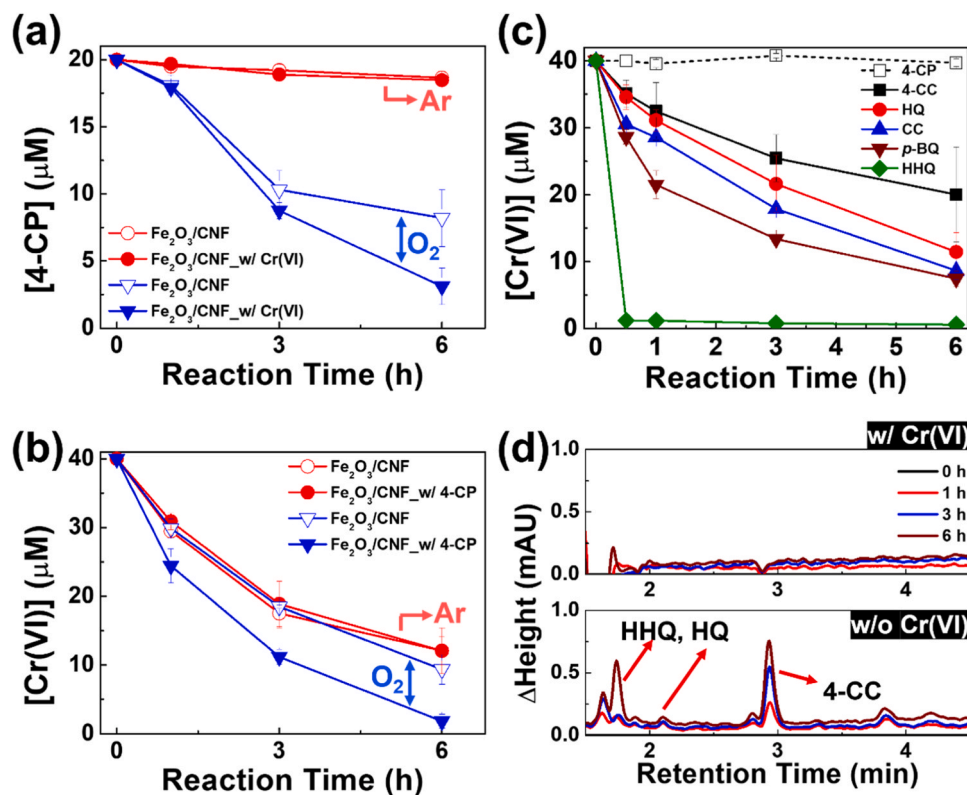 (a)
20
15
10
5
0
[4-CP] (μM)
Ar
O₂
Fe₂O₃/CNF
Fe₂O₃/CNF_w/ Cr(VI)
Fe₂O₃/CNF
Fe₂O₃/CNF_w/ Cr(VI)
0 3 6
Reaction Time (h)
(c)
40
30
20
10
0
[Cr(VI)] (μM)
4-CP
4-CC
HQ
CC
p-BQ
HHQ
0 1 2 3 4 5 6
Reaction Time (h)
(b)
40
30
20
10
0
[Cr(VI)] (μM)
Fe₂O₃/CNF
Fe₂O₃/CNF_w/ 4-CP
Fe₂O₃/CNF
Fe₂O₃/CNF_w/ 4-CP
Ar
O₂
0 3 6
Reaction Time (h)
(d)
w/ Cr(VI)
1.0
0.5
0.0
0 h
1 h
3 h
6 h
2 3 4
ΔHeight (mAU)
w/o Cr(VI)
1.0
0.5
0.0
HHQ, HQ
4-CC
2 3 4
Retention Time (min)